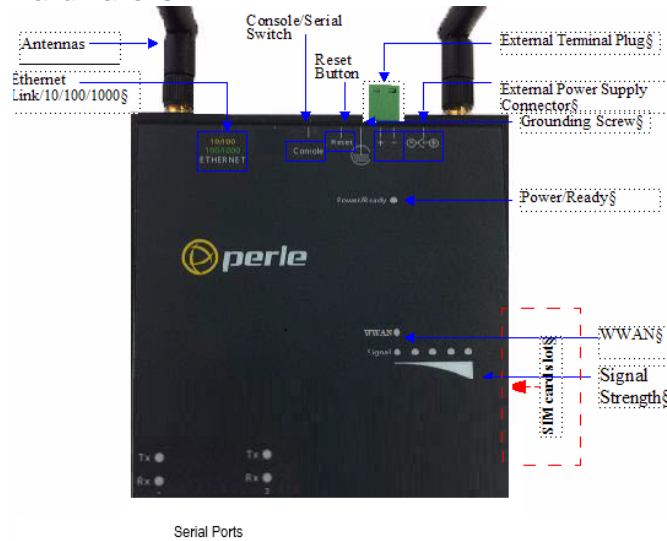 Console/Serial
Switch
Antennas
Reset
Button
External Terminal Plug§
Ethernet
Link/10/100/1000§
External Power Supply
Connector§
Grounding Screw§
10/100
100/1000
ETHERNET
Console
Reset
+ -
Power/Ready
Power/Ready§
perle
WWAN
WWAN§
Signal
Signal
Strength§
SIM card slot§
Tx
Tx
Rx
Rx
2
Serial Ports